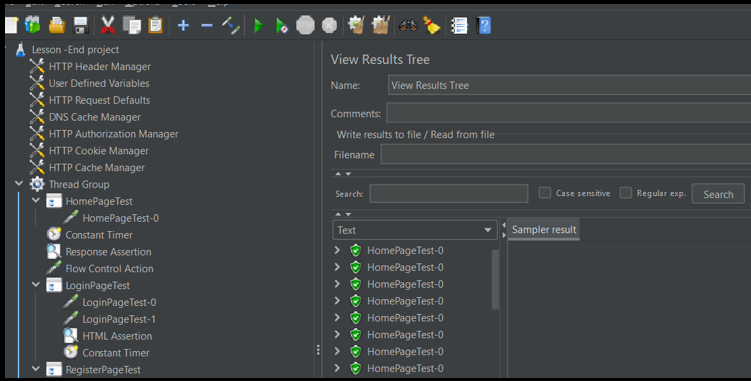 Lesson -End project
HTTP Header Manager
User Defined Variables
HTTP Request Defaults
DNS Cache Manager
HTTP Authorization Manager
HTTP Cookie Manager
HTTP Cache Manager
Thread Group
HomePageTest
HomePageTest-0
Constant Timer
Response Assertion
Flow Control Action
LoginPageTest
LoginPageTest-0
LoginPageTest-1
HTML Assertion
Constant Timer
RegisterPageTest
View Results Tree
Name: View Results Tree
Comments:
Write results to file / Read from file
Filename
Search: Case sensitive Regular exp. Search
Text
Sampler result
HomePageTest-0
HomePageTest-0
HomePageTest-0
HomePageTest-0
HomePageTest-0
HomePageTest-0
HomePageTest-0
HomePageTest-0